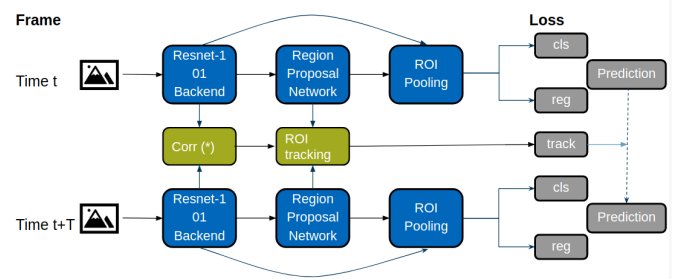 Frame
Loss
Time t
Resnet-1
01
Backend
Region
Proposal
Network
ROI
Pooling
cls
reg
Prediction
Corr (*)
ROI
tracking
track
Time t+T
Resnet-1
01
Backend
Region
Proposal
Network
ROI
Pooling
cls
reg
Prediction